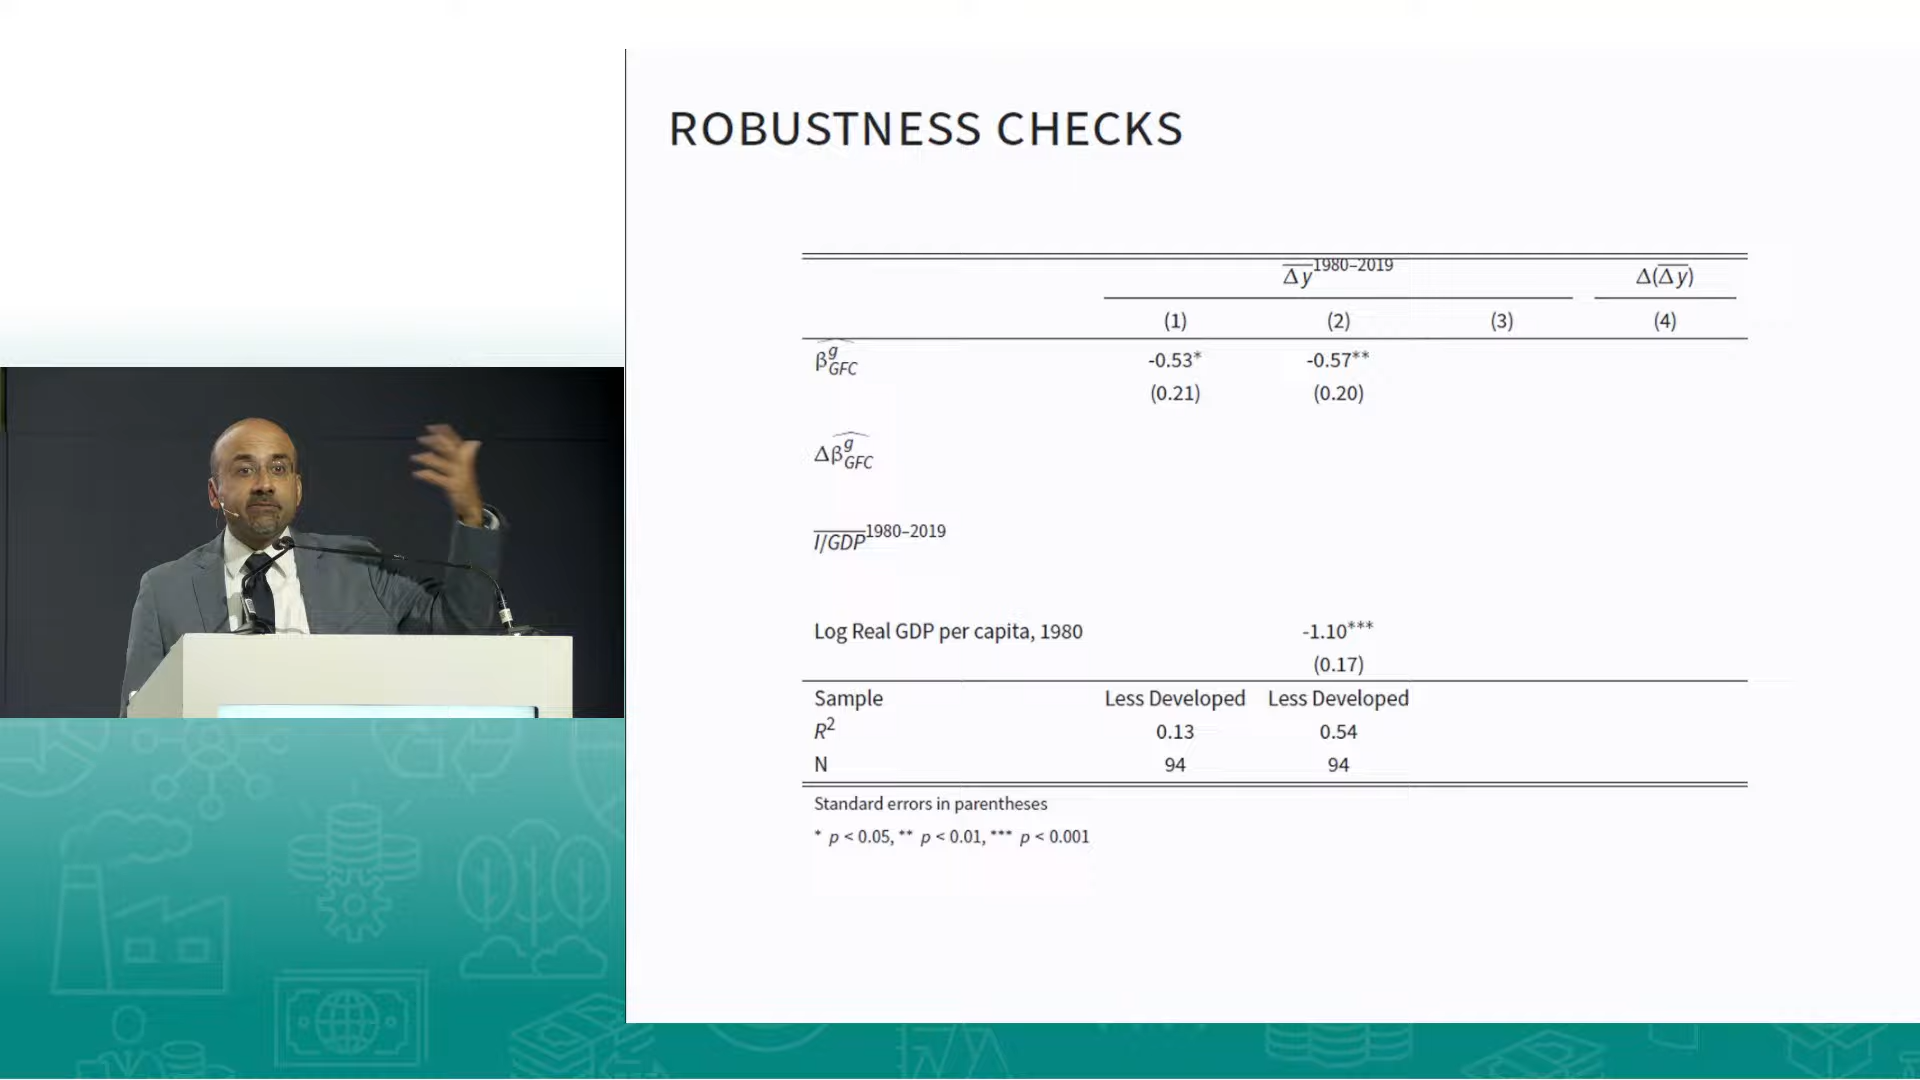 ROBUSTNESS CHECKS
Δy 1980–2019 Δ(Δy)
(1) (2) (3) (4)
β^g_GFC -0.53* -0.57**
(0.21) (0.20)
Δβ^g_GFC
I/GDP 1980–2019
Log Real GDP per capita, 1980 -1.10***
(0.17)
Sample Less Developed Less Developed
R² 0.13 0.54
N 94 94
Standard errors in parentheses
* p < 0.05, ** p < 0.01, *** p < 0.001